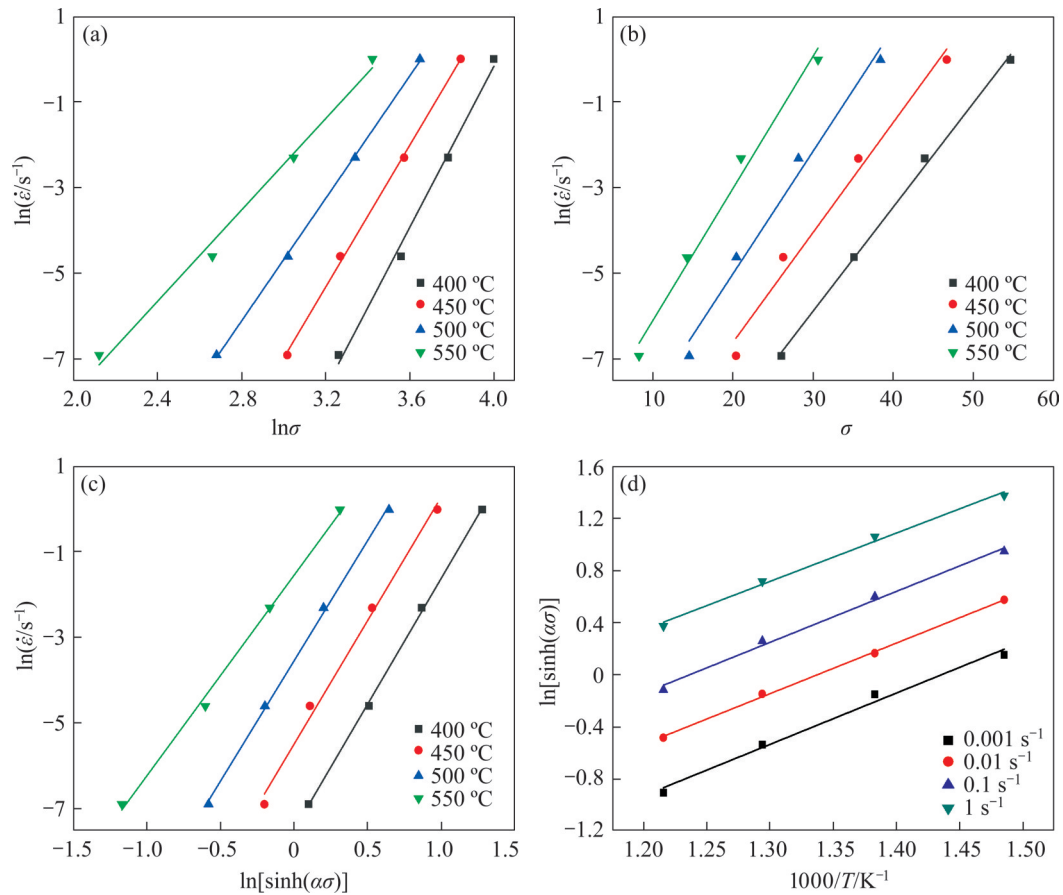 (a)
1
−1
−3
−5
−7
ln(ε̇/s⁻¹)
400 ºC
450 ºC
500 ºC
550 ºC
2.0 2.4 2.8 3.2 3.6 4.0
lnσ
(b)
1
−1
−3
−5
−7
ln(ε̇/s⁻¹)
400 ºC
450 ºC
500 ºC
550 ºC
10 20 30 40 50 60
σ
(c)
1
−1
−3
−5
−7
ln(ε̇/s⁻¹)
400 ºC
450 ºC
500 ºC
550 ºC
−1.5 −1.0 −0.5 0 0.5 1.0 1.5
ln[sinh(ασ)]
(d)
1.6
1.2
0.8
0.4
0
−0.4
−0.8
−1.2
ln[sinh(ασ)]
0.001 s⁻¹
0.01 s⁻¹
0.1 s⁻¹
1 s⁻¹
1.20 1.25 1.30 1.35 1.40 1.45 1.50
1000/T/K⁻¹